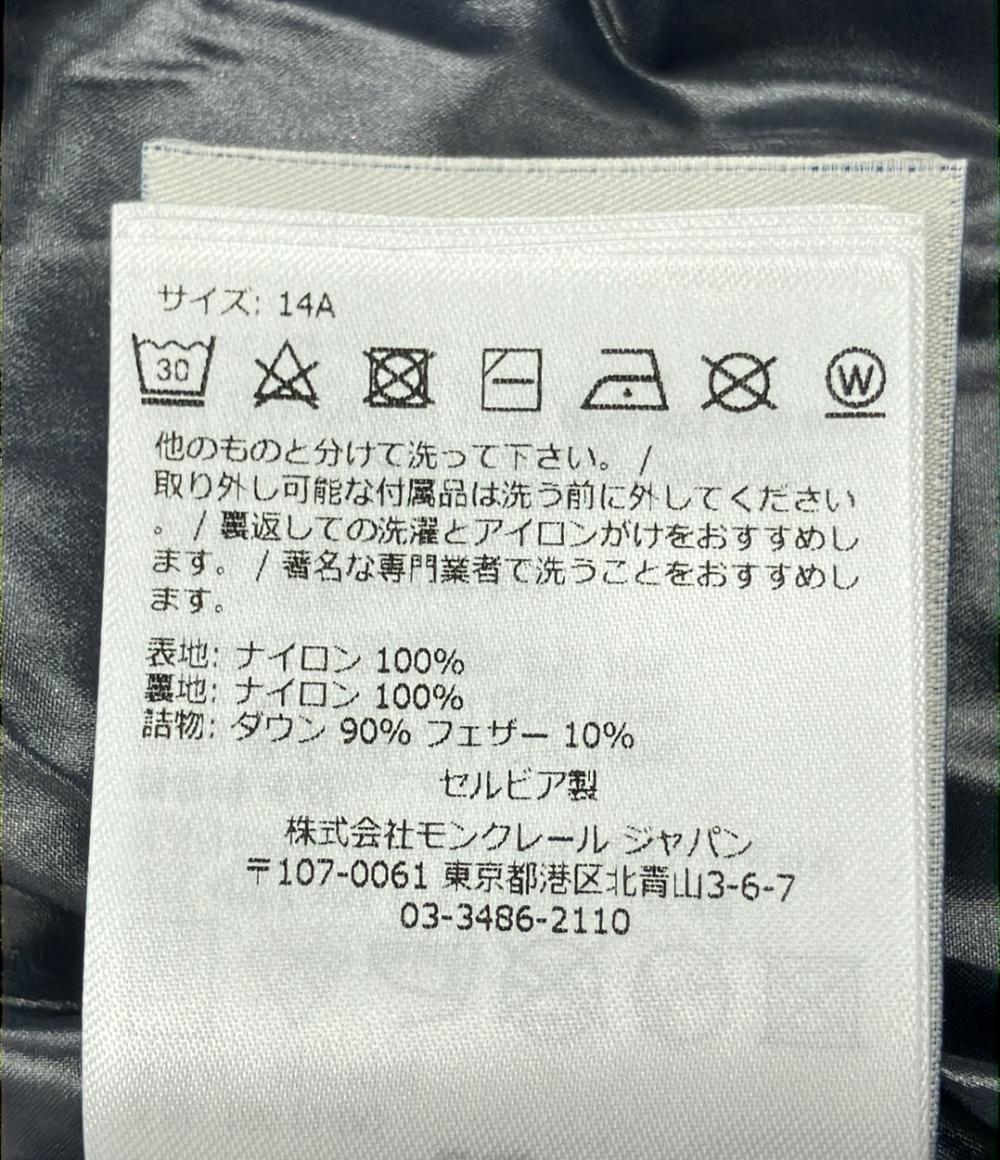 サイズ: 14A
30
W
他のものと分けて洗って下さい。 /
取り外し可能な付属品は洗う前に外してください
。 / 裏返しての洗濯とアイロンがけをおすすめし
ます。 / 著名な専門業者で洗うことをおすすめし
ます。
表地: ナイロン 100%
裏地: ナイロン 100%
詰物: ダウン 90% フェザー 10%
セルビア製
株式会社モンクレール ジャパン
〒107-0061 東京都港区北青山3-6-7
03-3486-2110